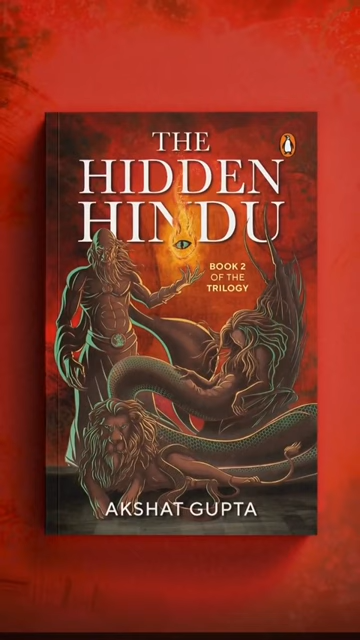 THE
HIDDEN
HINDU
BOOK 2
OF THE
TRILOGY
AKSHAT GUPTA